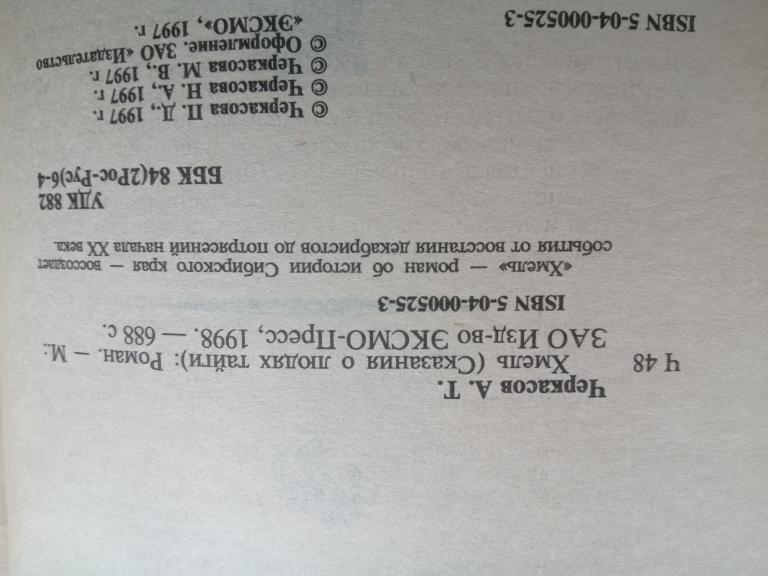 Черкасов А. Т.
Ч 48 Хмель (Сказания о людях тайги): Роман. — М.:
ЗАО Изд-во ЭКСМО-Пресс, 1998. — 688 с.
ISBN 5-04-000525-3
«Хмель» — роман об истории Сибирского края — воссоздает
события от восстания декабристов до потрясений начала XX века.
УДК 882
ББК 84(2Рос-Рус)6-4
© Черкасова П. Д., 1997 г.
© Черкасова Н. А., 1997 г.
© Черкасова М. В., 1997 г.
© Оформление. ЗАО «Издательство
«ЭКСМО», 1997 г.
ISBN 5-04-000525-3